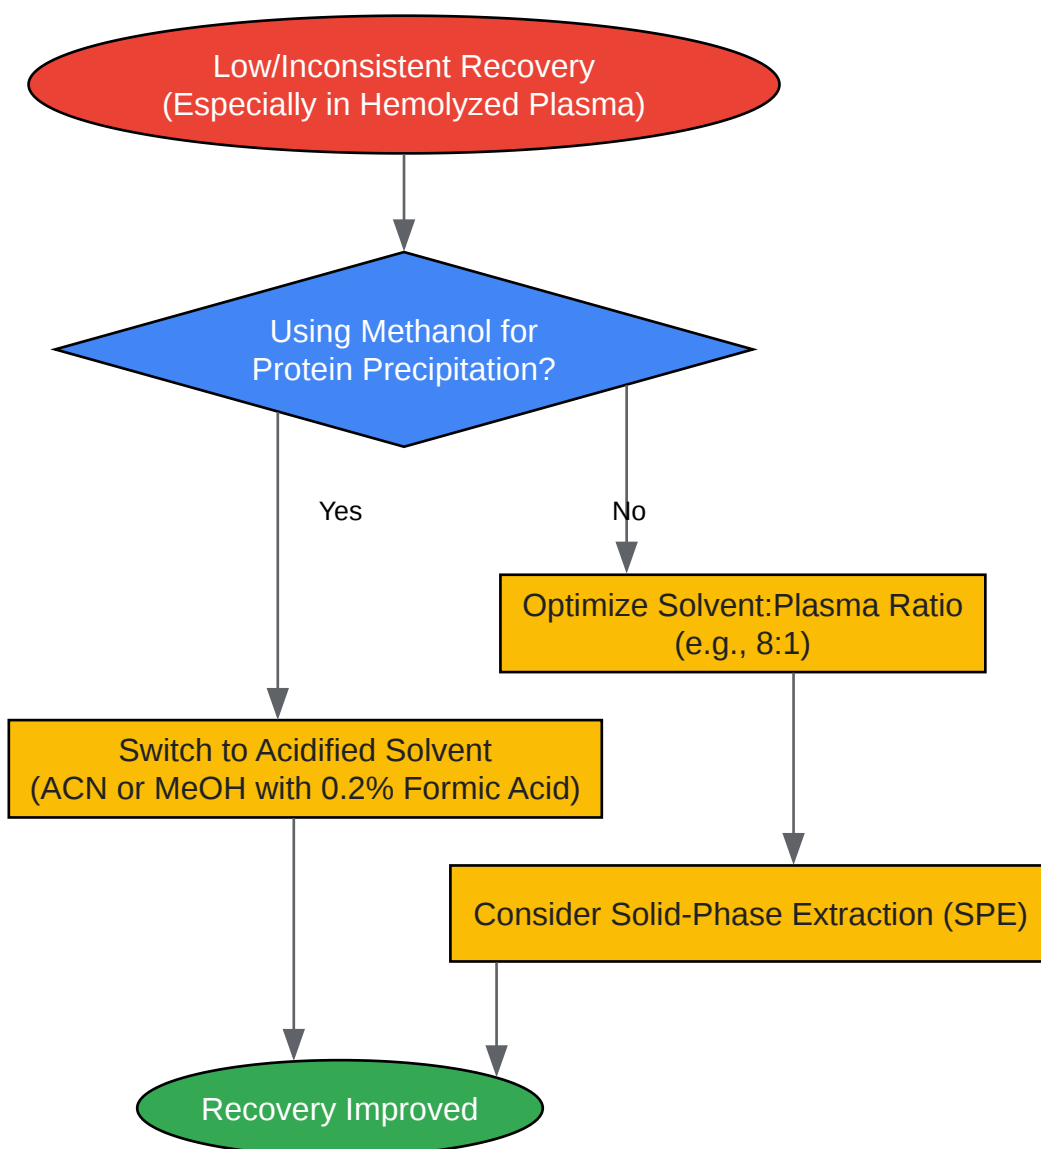 Low/Inconsistent Recovery
(Especially in Hemolyzed Plasma)
Using Methanol for
Protein Precipitation?
Yes
No
Optimize Solvent:Plasma Ratio
(e.g., 8:1)
Switch to Acidified Solvent
(ACN or MeOH with 0.2% Formic Acid)
Consider Solid-Phase Extraction (SPE)
Recovery Improved